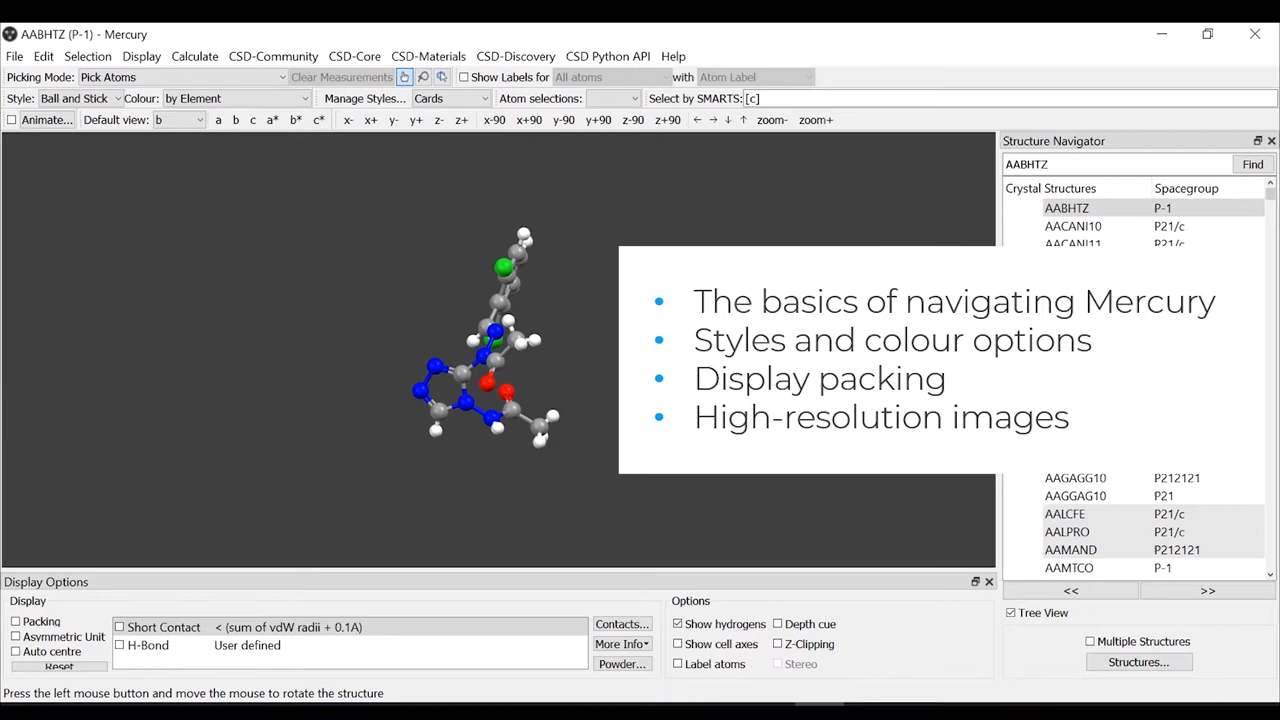 AABHTZ (P-1) - Mercury
File Edit Selection Display Calculate CSD-Community CSD-Core CSD-Materials CSD-Discovery CSD Python API Help
Picking Mode: Pick Atoms Clear Measurements Show Labels for All atoms with Atom Label
Style: Ball and Stick Colour: by Element Manage Styles... Cards Atom selections: Select by SMARTS: [c]
Animate... Default view: b a b c a* b* c* x- x+ y- y+ z- z+ x-90 x+90 y-90 y+90 z-90 z+90 ← → ↓ ↑ zoom- zoom+
Structure Navigator
AABHTZ Find
Crystal Structures Spacegroup
AABHTZ P-1
AACANI10 P21/c
AACANI11 P21/c
• The basics of navigating Mercury
• Styles and colour options
• Display packing
• High-resolution images
AAGAGG10 P212121
AAGGAG10 P21
AALCFE P21/c
AALPRO P21/c
AAMAND P212121
AAMTCO P-1
<< >>
Tree View
Multiple Structures
Structures...
Display Options
Display
Packing
Asymmetric Unit
Auto centre
Reset
Short Contact < (sum of vdW radii + 0.1A)
H-Bond User defined
Contacts...
More Info
Powder...
Options
Show hydrogens Depth cue
Show cell axes Z-Clipping
Label atoms Stereo
Press the left mouse button and move the mouse to rotate the structure